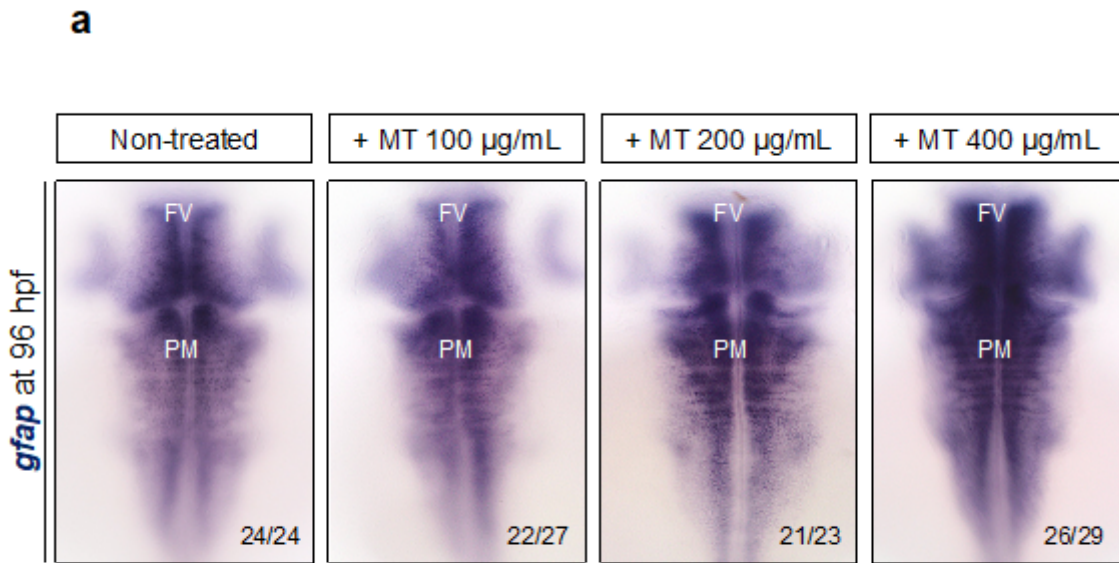 a
Non-treated
+ MT 100 µg/mL
+ MT 200 µg/mL
+ MT 400 µg/mL
gfap at 96 hpf
FV
FV
FV
FV
PM
PM
PM
PM
24/24
22/27
21/23
26/29